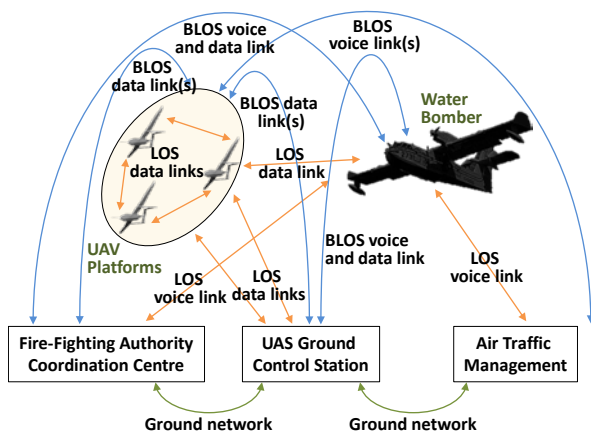 BLOS voice
and data link
BLOS
voice link(s)
BLOS
data link(s)
BLOS data
link(s)
Water
Bomber
LOS
data links
LOS
data link
UAV
Platforms
BLOS voice
and data link
LOS
voice link
LOS
data links
LOS
voice link
Fire-Fighting Authority
Coordination Centre
UAS Ground
Control Station
Air Traffic
Management
Ground network
Ground network